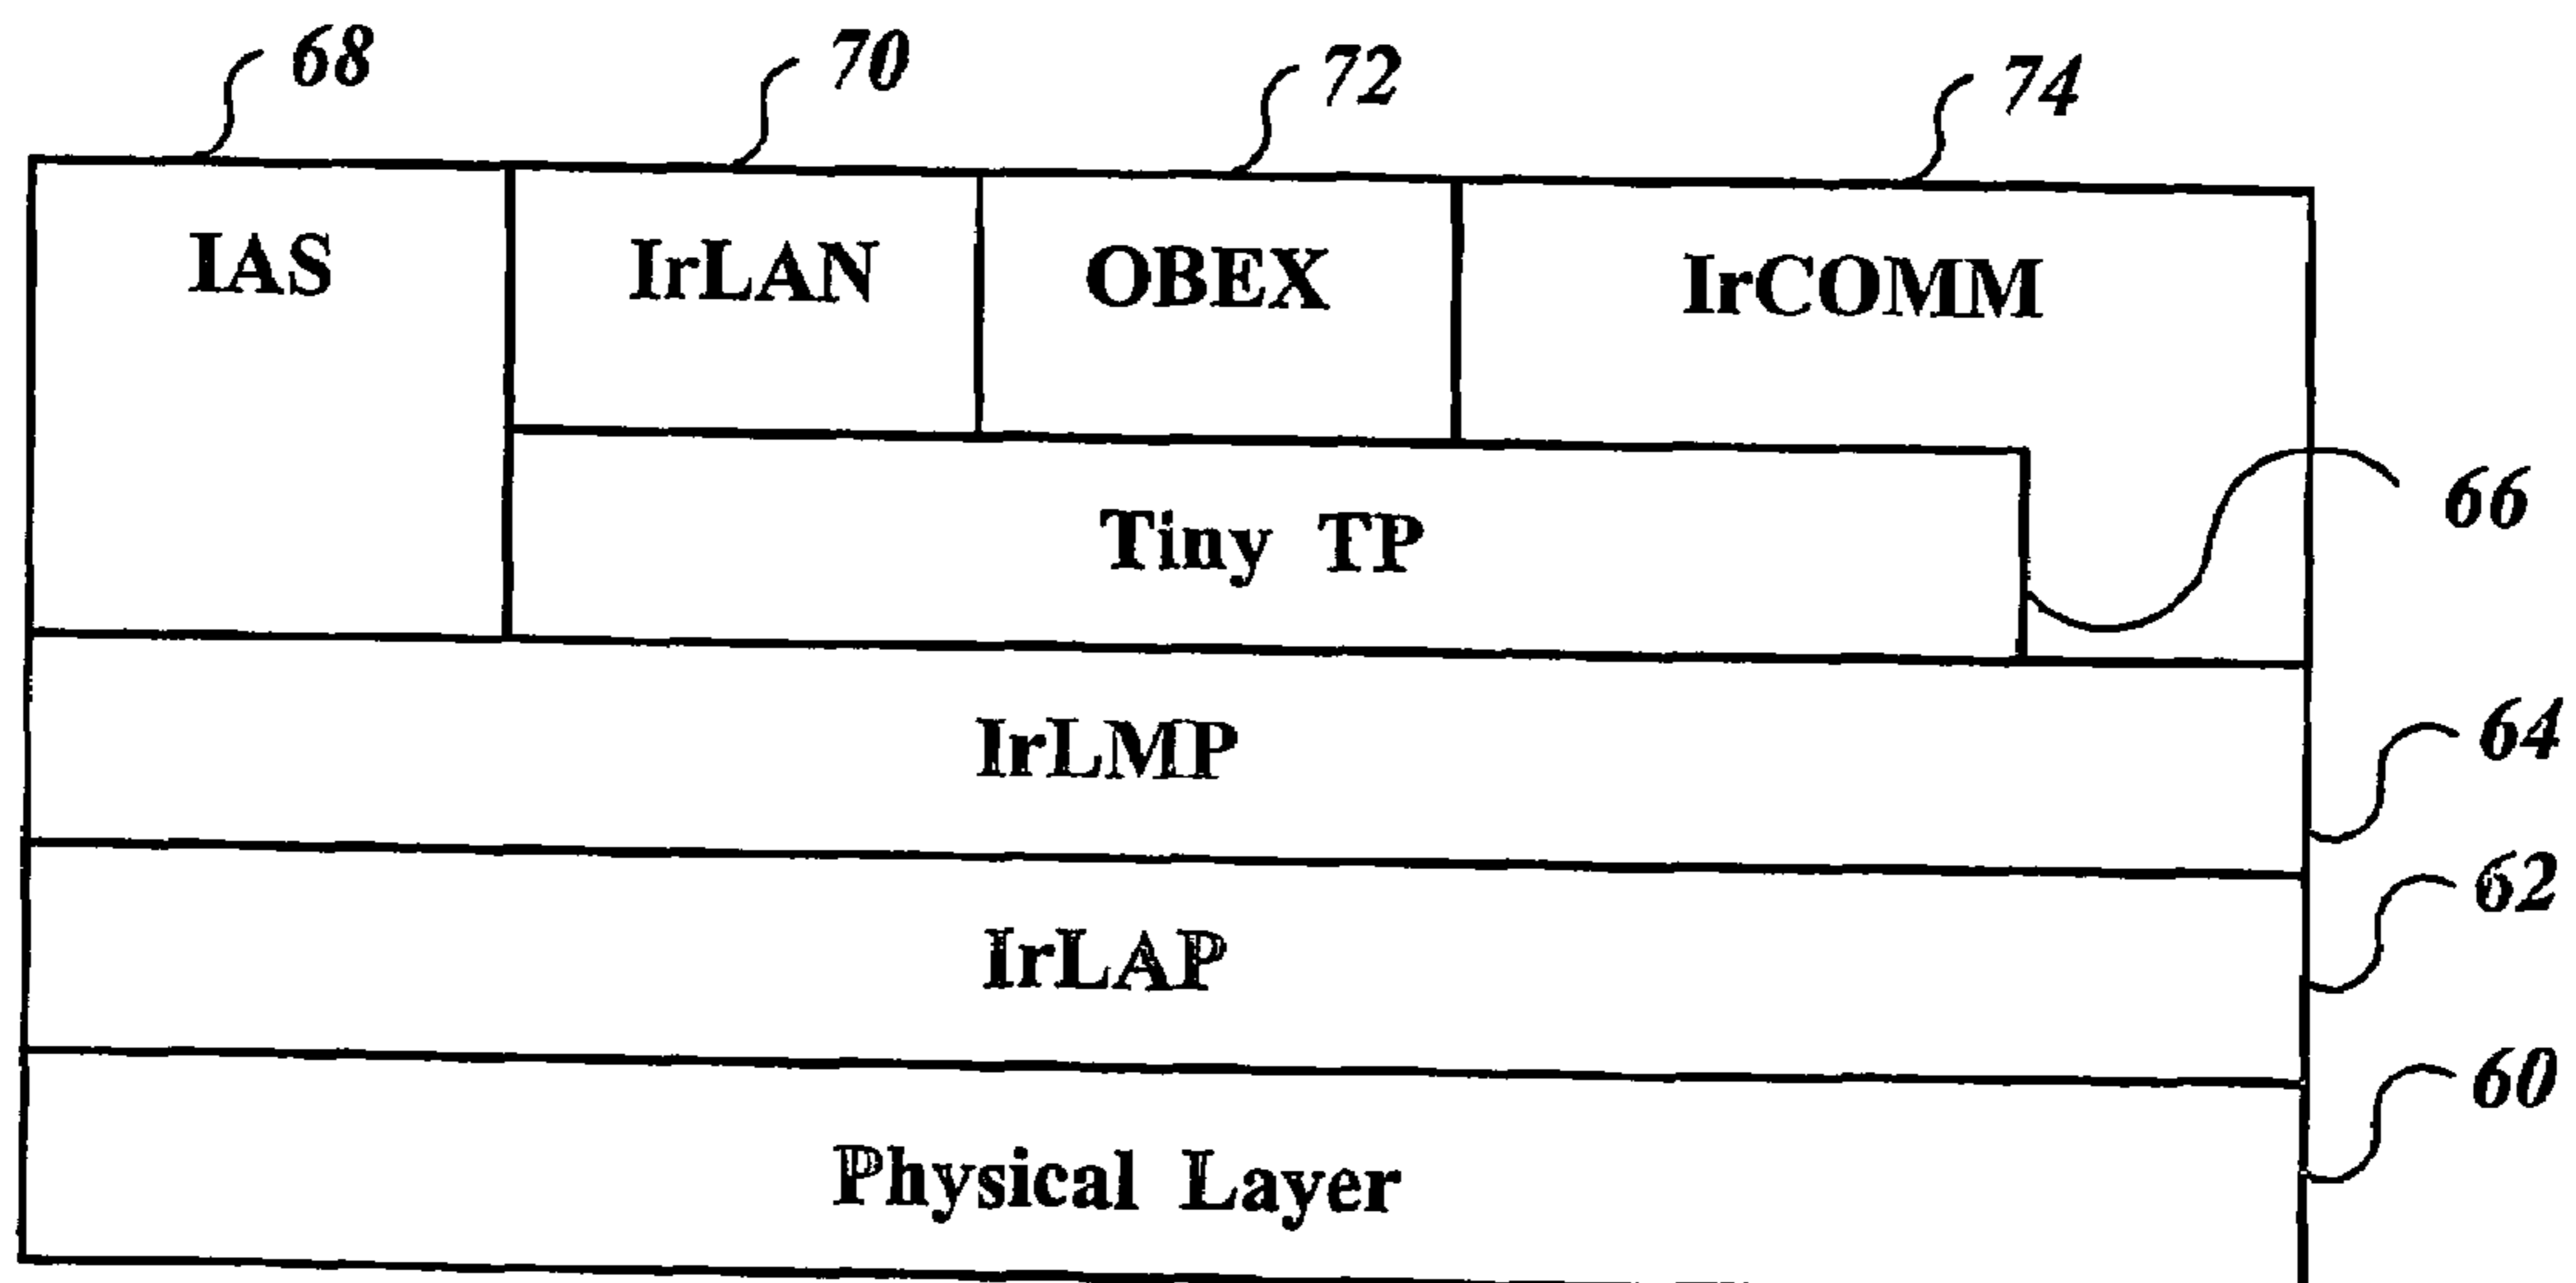 68 70 72 74
IAS IrLAN OBEX IrCOMM
66
Tiny TP
64
IrLMP
62
IrLAP
60
Physical Layer